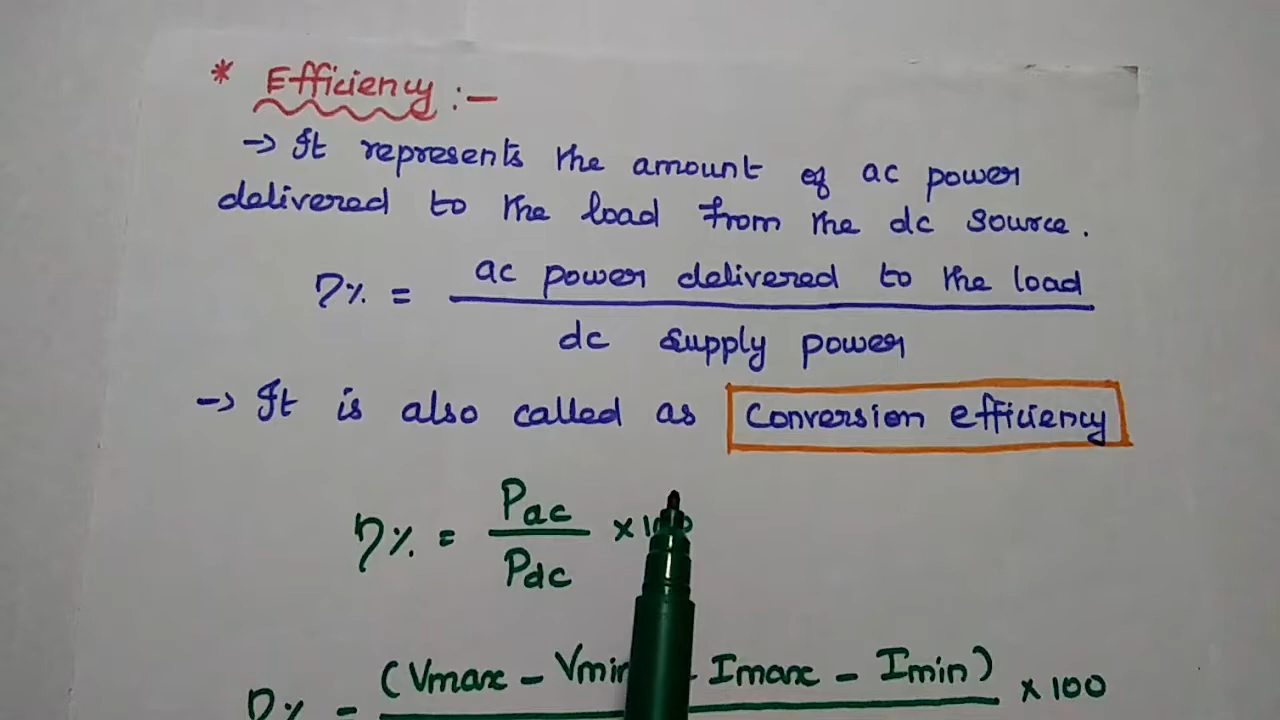 * Efficiency :-
→ It represents the amount of ac power
delivered to the load from the dc source.
η% = ac power delivered to the load
dc supply power
→ It is also called as Conversion efficiency
η% = Pac
Pdc
×100
(Vmax - Vmin Imax - Imin)
η% = ×100